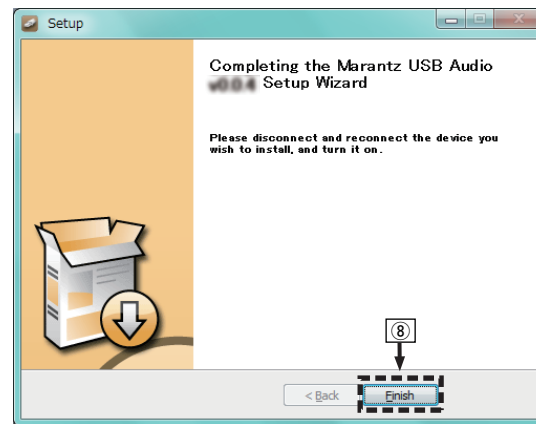 Setup
Completing the Marantz USB Audio
Setup Wizard
Please disconnect and reconnect the device you
wish to install, and turn it on.
⑧
< Back Finish